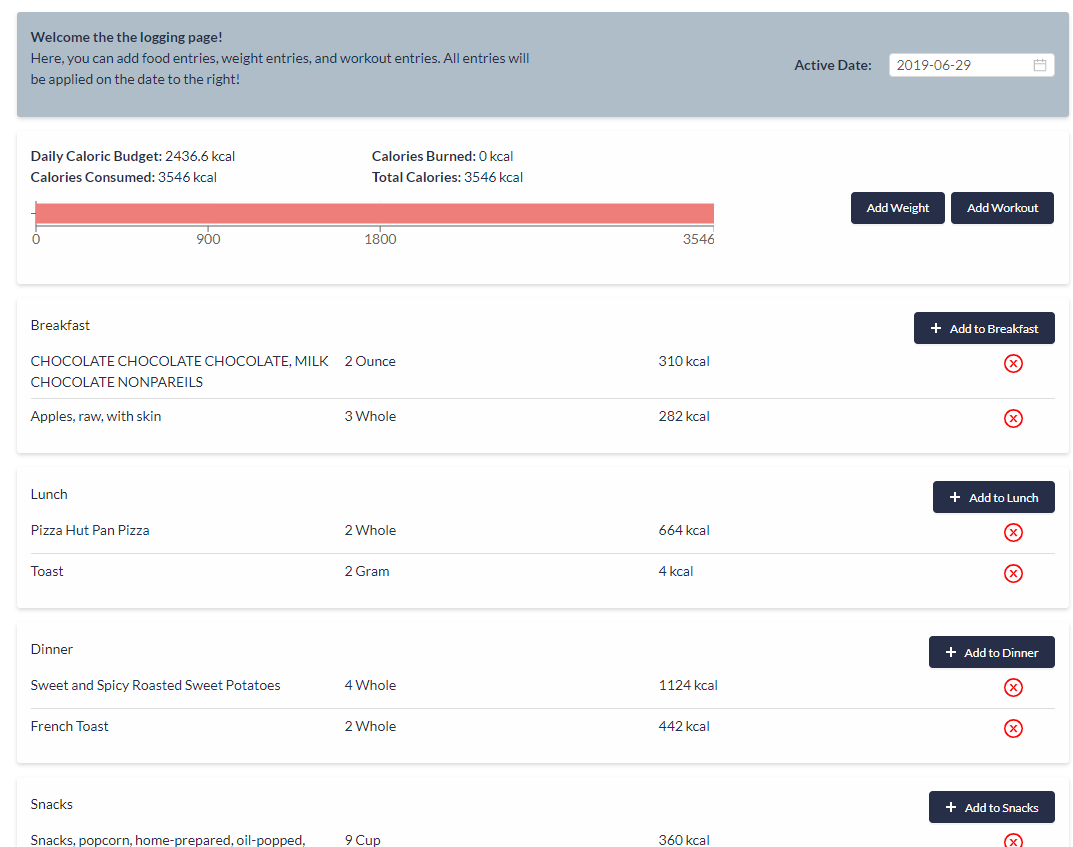 Welcome the the logging page!
Here, you can add food entries, weight entries, and workout entries. All entries will
be applied on the date to the right!
Active Date: 2019-06-29
Daily Caloric Budget: 2436.6 kcal Calories Burned: 0 kcal
Calories Consumed: 3546 kcal Total Calories: 3546 kcal
Add Weight Add Workout
0 900 1800 3546
Breakfast + Add to Breakfast
CHOCOLATE CHOCOLATE CHOCOLATE, MILK 2 Ounce 310 kcal
CHOCOLATE NONPAREILS
Apples, raw, with skin 3 Whole 282 kcal
Lunch + Add to Lunch
Pizza Hut Pan Pizza 2 Whole 664 kcal
Toast 2 Gram 4 kcal
Dinner + Add to Dinner
Sweet and Spicy Roasted Sweet Potatoes 4 Whole 1124 kcal
French Toast 2 Whole 442 kcal
Snacks + Add to Snacks
Snacks, popcorn, home-prepared, oil-popped, 9 Cup 360 kcal